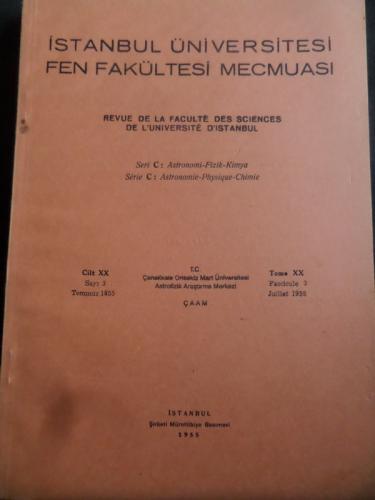 İSTANBUL ÜNİVERSİTESİ
FEN FAKÜLTESİ MECMUASI
REVUE DE LA FACULTÉ DES SCIENCES
DE L'UNIVERSITÉ D'ISTANBUL
Seri C: Astronomi-Fizik-Kimya
Série C: Astronomie-Physique-Chimie
Cilt XX
Sayı 3
Temmuz 1955
T.C.
Çanakkale Onsekiz Mart Üniversitesi
Astrofizik Araştırma Merkezi
ÇAAM
Tome XX
Fascicule 3
Juillet 1955
İSTANBUL
Şirketi Mürettibiye Basımevi
1955